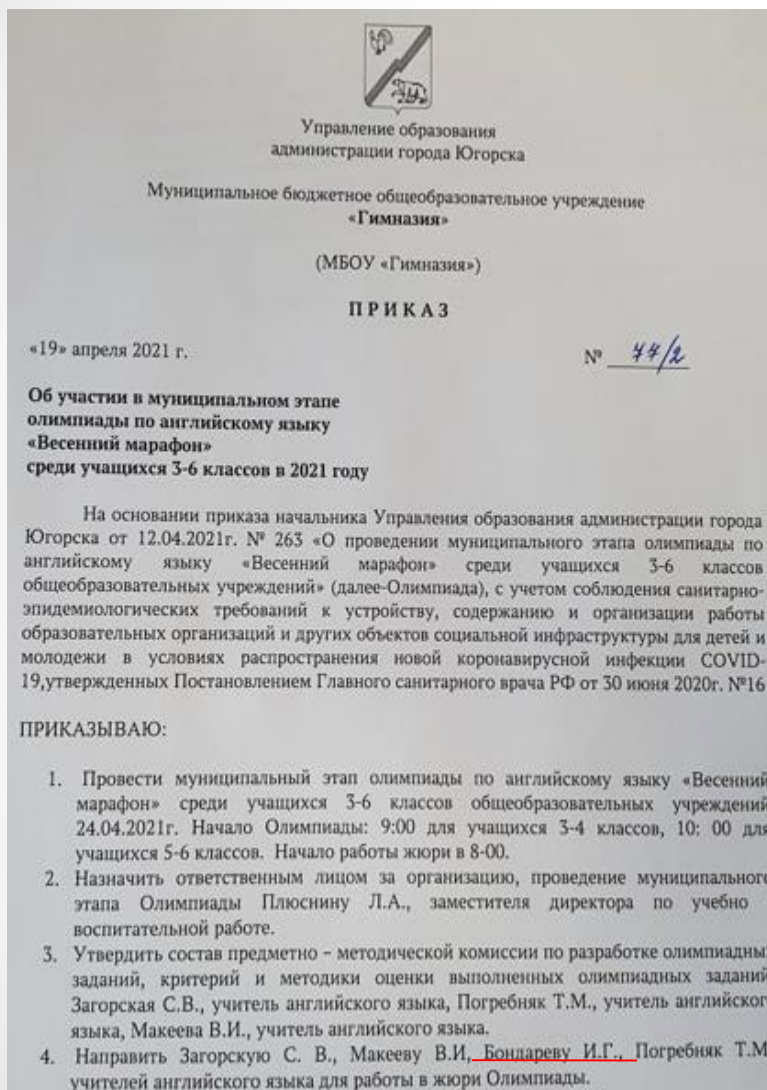 Управление образования
администрации города Югорска
Муниципальное бюджетное общеобразовательное учреждение
«Гимназия»
(МБОУ «Гимназия»)
ПРИКАЗ
«19» апреля 2021 г. № 77/2
Об участии в муниципальном этапе
олимпиады по английскому языку
«Весенний марафон»
среди учащихся 3-6 классов в 2021 году
На основании приказа начальника Управления образования администрации города
Югорска от 12.04.2021г. № 263 «О проведении муниципального этапа олимпиады по
английскому языку «Весенний марафон» среди учащихся 3-6 классов
общеобразовательных учреждений» (далее-Олимпиада), с учетом соблюдения санитарно-
эпидемиологических требований к устройству, содержанию и организации работы
образовательных организаций и других объектов социальной инфраструктуры для детей и
молодежи в условиях распространения новой коронавирусной инфекции COVID-
19,утвержденных Постановлением Главного санитарного врача РФ от 30 июня 2020г. №16
ПРИКАЗЫВАЮ:
1. Провести муниципальный этап олимпиады по английскому языку «Весенний
марафон» среди учащихся 3-6 классов общеобразовательных учреждений
24.04.2021г. Начало Олимпиады: 9:00 для учащихся 3-4 классов, 10: 00 для
учащихся 5-6 классов. Начало работы жюри в 8-00.
2. Назначить ответственным лицом за организацию, проведение муниципального
этапа Олимпиады Плюснину Л.А., заместителя директора по учебно -
воспитательной работе.
3. Утвердить состав предметно – методической комиссии по разработке олимпиадны
заданий, критерий и методики оценки выполненных олимпиадных заданий
Загорская С.В., учитель английского языка, Погребняк Т.М., учитель английског
языка, Макеева В.И., учитель английского языка.
4. Направить Загорскую С. В., Макееву В.И, Бондареву И.Г., Погребняк Т.М
учителей английского языка для работы в жюри Олимпиады.